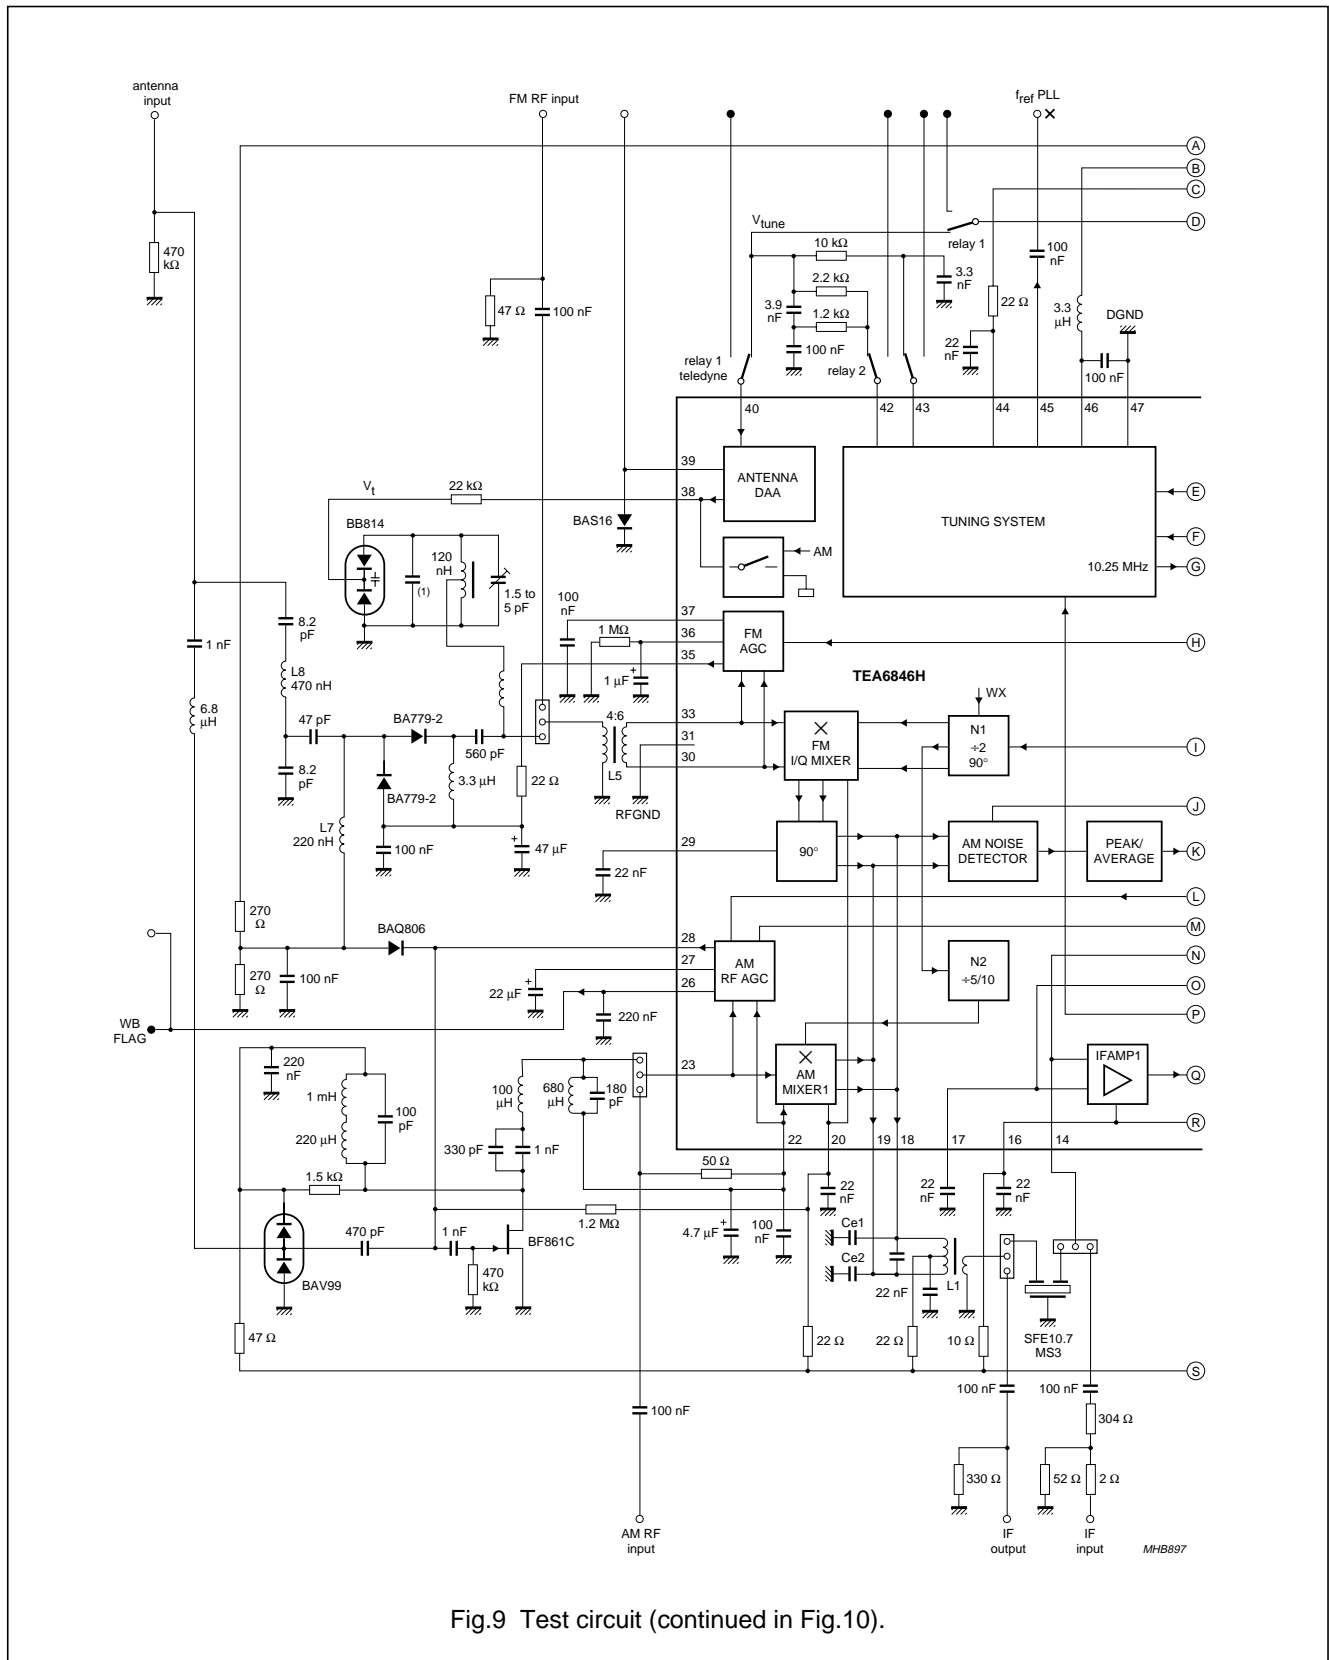 antenna
input
FM RF input
fref PLL
A
B
C
D
Vtune
relay 1
470
kΩ
10 kΩ
100
nF
3.3
nF
2.2 kΩ
3.9
nF
1.2 kΩ
47 Ω
100 nF
22 Ω
3.3
μH
DGND
100 nF
22
nF
relay 1
teledyne
relay 2
100 nF
40
42
43
44
45
46
47
39
ANTENNA
DAA
38
Vt
22 kΩ
BAS16
TUNING SYSTEM
E
F
10.25 MHz
G
BB814
120
nH
(1)
1.5 to
5 pF
AM
100
nF
37
36
35
1 MΩ
FM
AGC
H
8.2
pF
1 nF
L8
470 nH
1 μF
+
TEA6846H
WX
6.8
μH
47 pF
BA779-2
4:6
33
31
30
FM
I/Q MIXER
N1
÷2
90°
I
8.2
pF
560 pF
3.3 μH
22 Ω
L5
BA779-2
RFGND
J
L7
220 nH
100 nF
+
47 μF
29
22 nF
90°
AM NOISE
DETECTOR
PEAK/
AVERAGE
K
L
270
Ω
BAQ806
28
27
26
AM
RF AGC
M
N2
÷5/10
N
O
270
Ω
100 nF
22 μF
+
220 nF
P
WB
FLAG
220
nF
1 mH
220 μH
100
pF
100
μH
680
μH
180
pF
23
AM
MIXER1
IFAMP1
Q
R
330 pF
1 nF
22
20
19
18
17
16
14
1.5 kΩ
50 Ω
22
nF
22
nF
22
nF
1.2 MΩ
470 pF
1 nF
BF861C
4.7 μF
+
100
nF
Ce1
Ce2
470
kΩ
BAV99
22 nF
L1
47 Ω
22 Ω
22 Ω
10 Ω
SFE10.7
MS3
S
100 nF
100 nF
100 nF
304 Ω
330 Ω
52 Ω
2 Ω
AM RF
input
IF
output
IF
input
MHB897
Fig.9 Test circuit (continued in Fig.10).